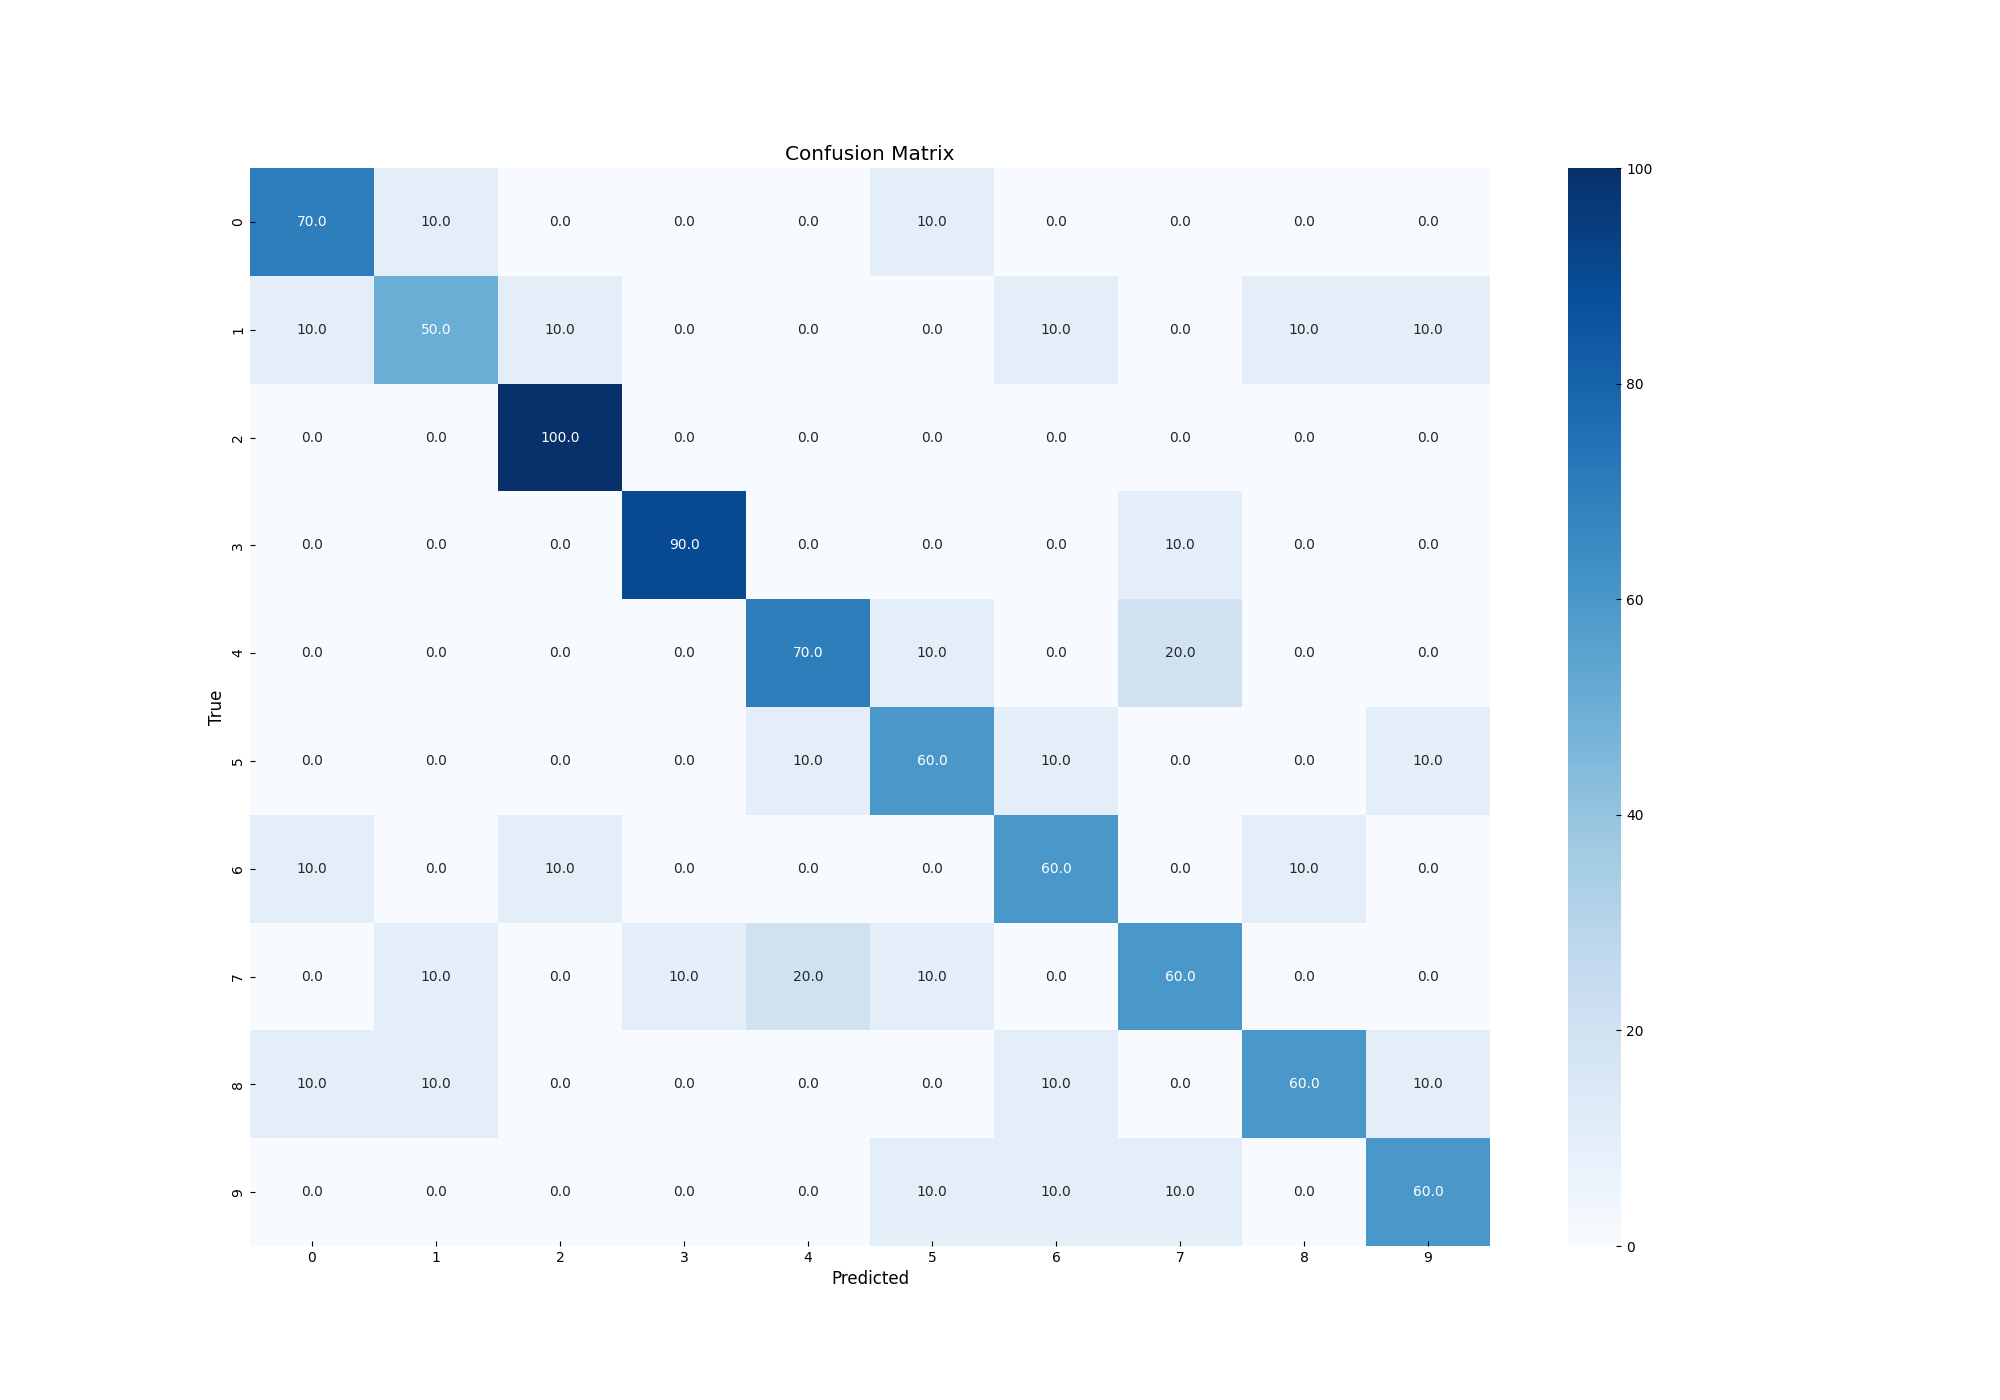 Confusion Matrix
0 70.0 10.0 0.0 0.0 0.0 10.0 0.0 0.0 0.0 0.0
1 10.0 50.0 10.0 0.0 0.0 0.0 10.0 0.0 10.0 10.0
2 0.0 0.0 100.0 0.0 0.0 0.0 0.0 0.0 0.0 0.0
3 0.0 0.0 0.0 90.0 0.0 0.0 0.0 10.0 0.0 0.0
4 0.0 0.0 0.0 0.0 70.0 10.0 0.0 20.0 0.0 0.0
True
5 0.0 0.0 0.0 0.0 10.0 60.0 10.0 0.0 0.0 10.0
6 10.0 0.0 10.0 0.0 0.0 0.0 60.0 0.0 10.0 0.0
7 0.0 10.0 0.0 10.0 20.0 10.0 0.0 60.0 0.0 0.0
8 10.0 10.0 0.0 0.0 0.0 0.0 10.0 0.0 60.0 10.0
9 0.0 0.0 0.0 0.0 0.0 10.0 10.0 10.0 0.0 60.0
0 1 2 3 4 5 6 7 8 9
Predicted
100
80
60
40
20
0